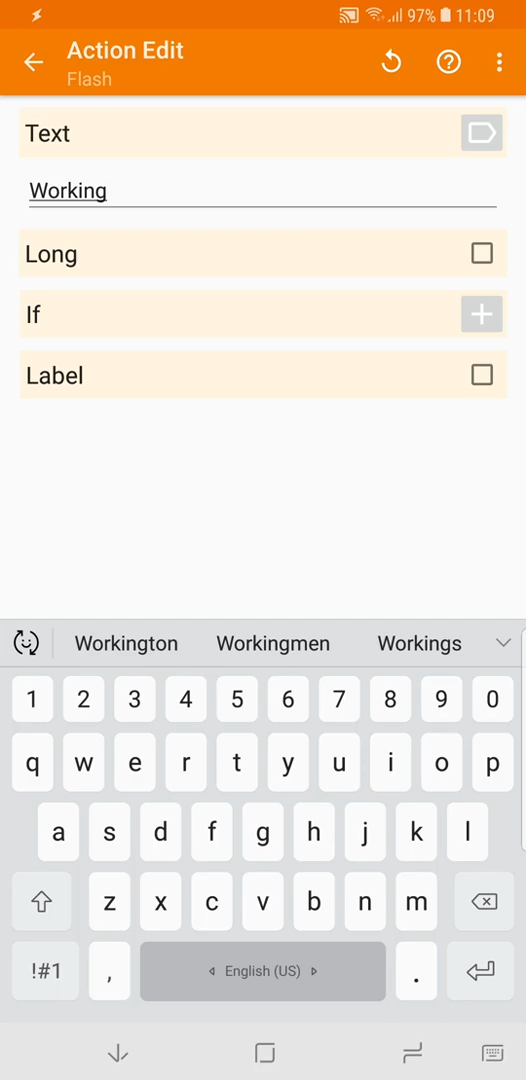 97% 11:09
Action Edit
Flash
Text
Working
Long
If
Label
Workington Workingmen Workings
1 2 3 4 5 6 7 8 9 0
q w e r t y u i o p
a s d f g h j k l
z x c v b n m
!#1 , English (US) .